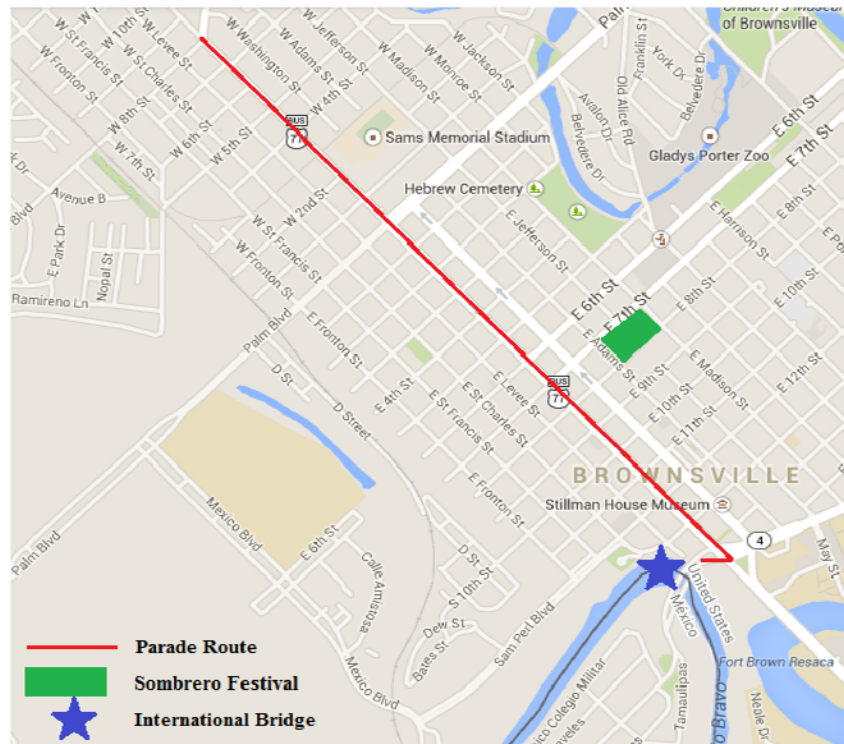 Children's Museum
of Brownsville
W 10th St
W Levee St
W St Francis St
W Fronton St
W St Charles St
W 8th St
W 7th St
W 6th St
W 5th St
W Washington St
W Adams St
W Jefferson St
W Madison St
W Monroe St
W Jackson St
W 4th St
BUS
77
Sams Memorial Stadium
Franklin St
York Dr
Belvedere Dr
Old Alice Rd
Avalon Dr
Belvedere Dr
E 6th St
E 7th St
Gladys Porter Zoo
Hebrew Cemetery
Avenue B
E Park Dr
Nopal St
Blvd
Ramireno Ln
W 2nd St
W St Francis St
W Fronton St
E Jefferson St
E Harrison St
E 8th St
E 10th St
E 6th St
E 7th St
E 8th St
Palm Blvd
E Fronton St
E 4th St
D St
D Street
E St Francis St
E St Charles St
E Levee St
BUS
77
E Adams St
E 9th St
E Madison St
E 10th St
E 11th St
E 12th St
BROWNSVILLE
Stillman House Museum
4
May St
E Fronton St
Mexico Blvd
Palm Blvd
E 6th St
Calle Amistosa
D St
S 10th St
Dew St
Bates St
Sam Perl Blvd
Mexico Blvd
United States
México
Fort Brown Resaca
Tamaulipas
Colegio Militar
Bravo
Neale Dr
Parade Route
Sombrero Festival
International Bridge